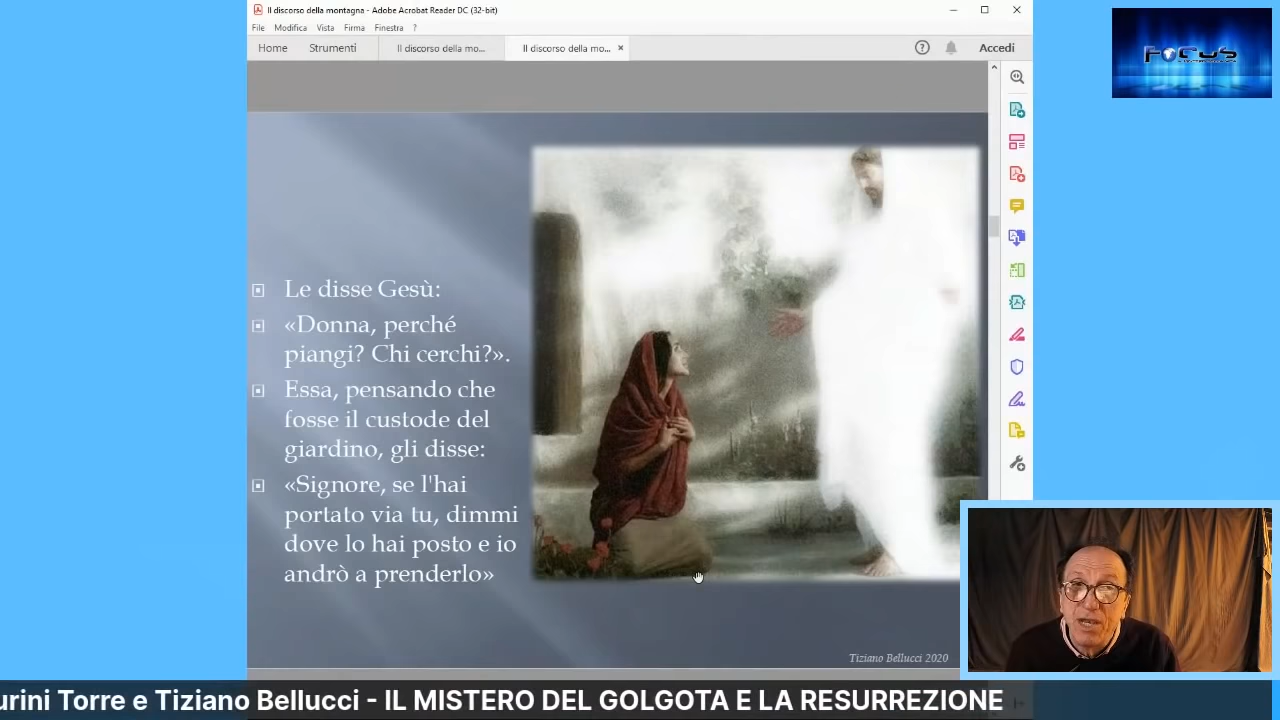 Il discorso della montagna - Adobe Acrobat Reader DC (32-bit)
File Modifica Vista Firma Finestra ?
Home Strumenti Il discorso della mo... Il discorso della mo... × Accedi
FOCUS
Le disse Gesù:
«Donna, perché
piangi? Chi cerchi?».
Essa, pensando che
fosse il custode del
giardino, gli disse:
«Signore, se l'hai
portato via tu, dimmi
dove lo hai posto e io
andrò a prenderlo»
Tiziano Bellucci 2020
urini Torre e Tiziano Bellucci - IL MISTERO DEL GOLGOTA E LA RESURREZIONE